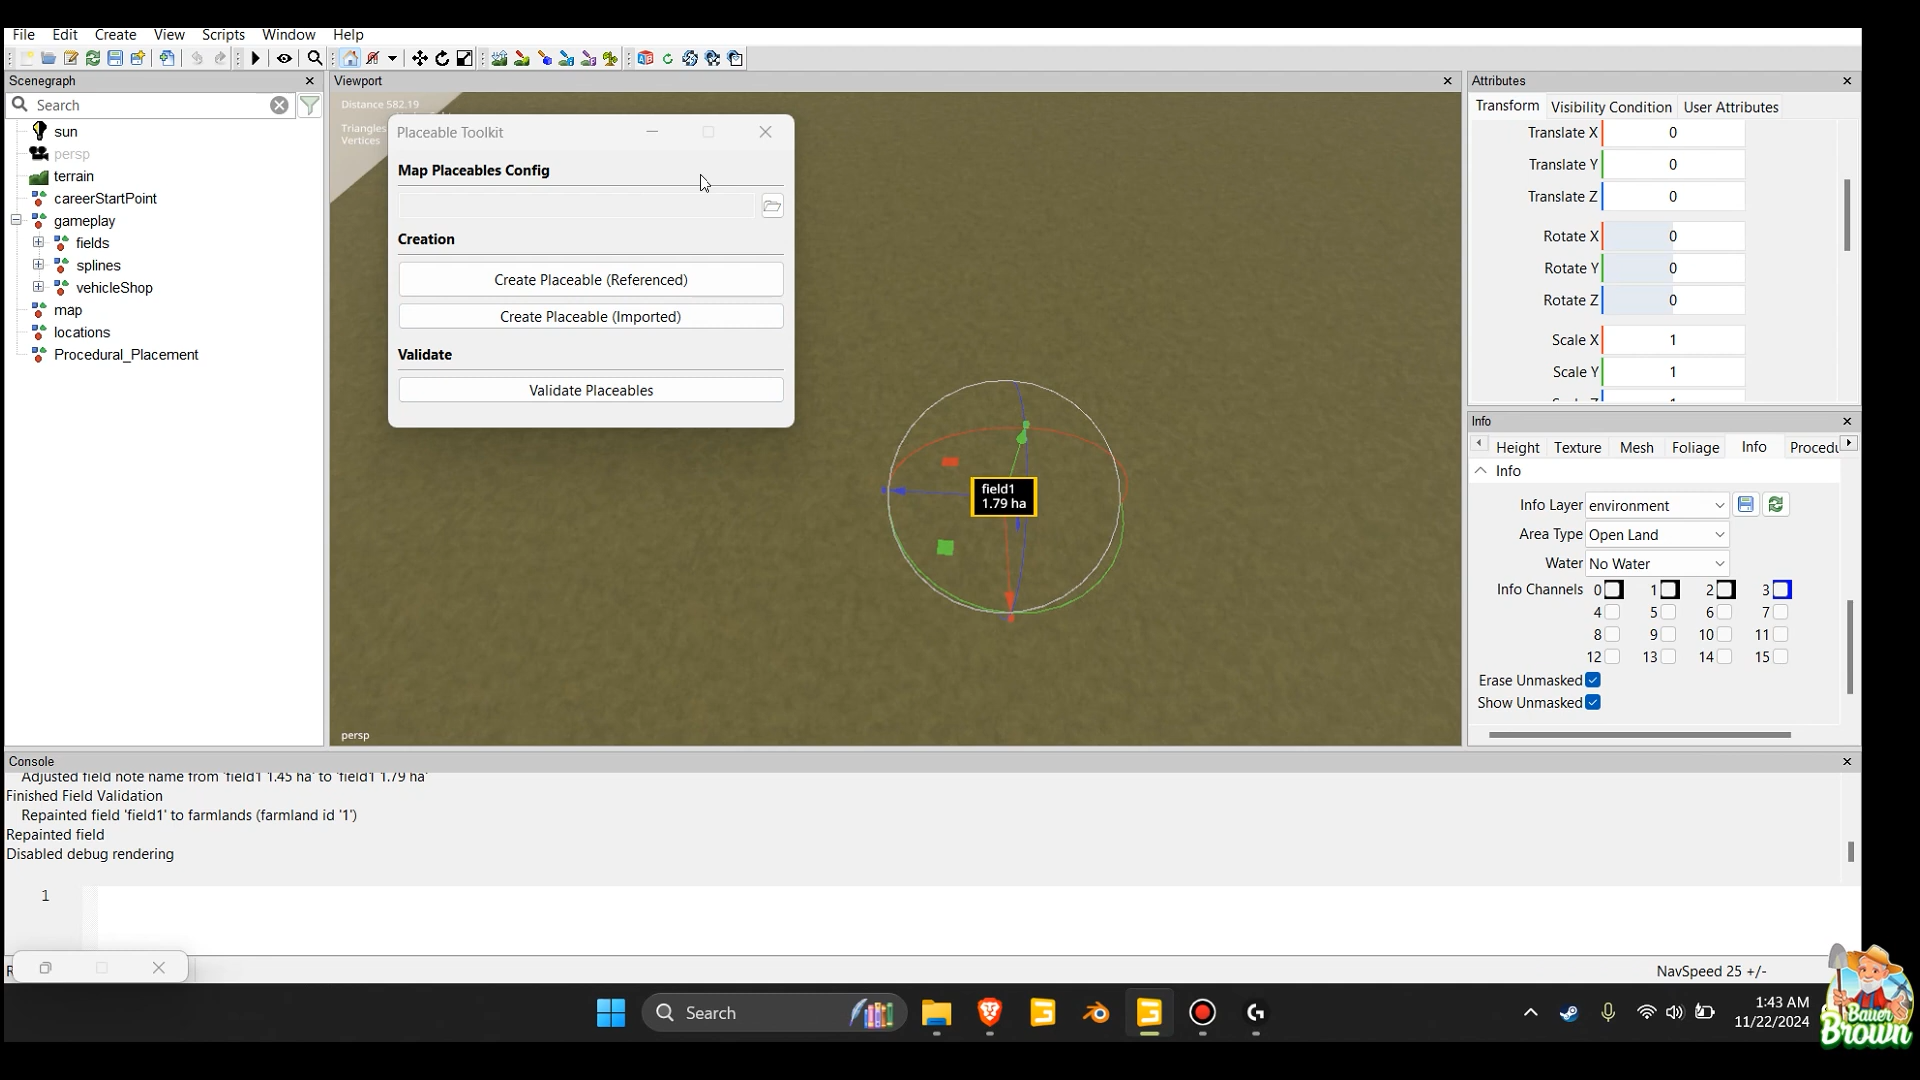 File Edit Create View Scripts Window Help
Scenegraph
Viewport
Attributes
Search
sun
persp
terrain
careerStartPoint
gameplay
fields
splines
vehicleShop
map
locations
Procedural_Placement
Distance 582.19
Triangles
Vertices
Placeable Toolkit
Map Placeables Config
Creation
Create Placeable (Referenced)
Create Placeable (Imported)
Validate
Validate Placeables
field1
1.79 ha
persp
Transform Visibility Condition User Attributes
Translate X 0
Translate Y 0
Translate Z 0
Rotate X 0
Rotate Y 0
Rotate Z 0
Scale X 1
Scale Y 1
Info
Height Texture Mesh Foliage Info Procedu
Info
Info Layer environment
Area Type Open Land
Water No Water
Info Channels 0 1 2 3
4 5 6 7
8 9 10 11
12 13 14 15
Erase Unmasked
Show Unmasked
Console
Adjusted field note name from 'field1 1.45 ha' to 'field1 1.79 ha'
Finished Field Validation
Repainted field 'field1' to farmlands (farmland id '1')
Repainted field
Disabled debug rendering
1
NavSpeed 25 +/-
Search
1:43 AM
11/22/2024
Bauer
Brown